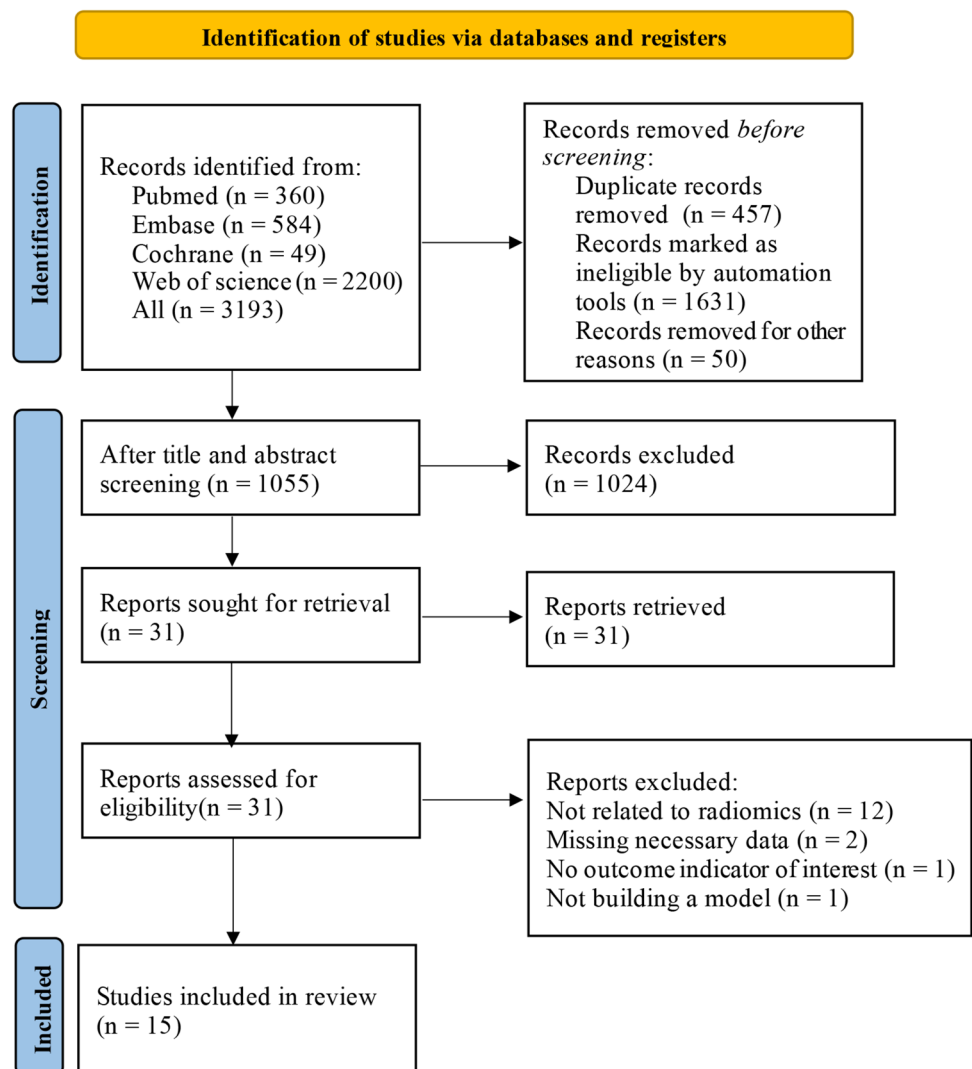 Identification of studies via databases and registers
Identification
Records identified from:
Pubmed (n = 360)
Embase (n = 584)
Cochrane (n = 49)
Web of science (n = 2200)
All (n = 3193)
Records removed before
screening:
Duplicate records
removed (n = 457)
Records marked as
ineligible by automation
tools (n = 1631)
Records removed for other
reasons (n = 50)
Screening
After title and abstract
screening (n = 1055)
Records excluded
(n = 1024)
Reports sought for retrieval
(n = 31)
Reports retrieved
(n = 31)
Reports assessed for
eligibility(n = 31)
Reports excluded:
Not related to radiomics (n = 12)
Missing necessary data (n = 2)
No outcome indicator of interest (n = 1)
Not building a model (n = 1)
Included
Studies included in review
(n = 15)